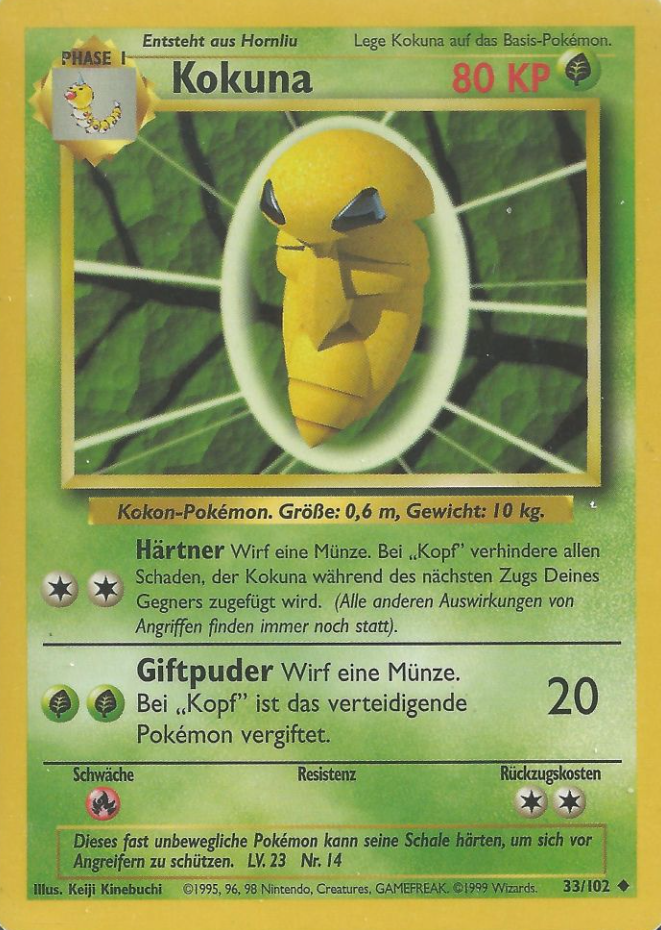 Entsteht aus Hornliu
Lege Kokuna auf das Basis-Pokémon.
PHASE 1
Kokuna
80 KP
Kokon-Pokémon. Größe: 0,6 m, Gewicht: 10 kg.
Härtner Wirf eine Münze. Bei „Kopf” verhindere allen
Schaden, der Kokuna während des nächsten Zugs Deines
Gegners zugefügt wird. (Alle anderen Auswirkungen von
Angriffen finden immer noch statt).
Giftpuder Wirf eine Münze.
Bei „Kopf” ist das verteidigende
Pokémon vergiftet.
20
Schwäche
Resistenz
Rückzugskosten
Dieses fast unbewegliche Pokémon kann seine Schale härten, um sich vor
Angreifern zu schützen. LV. 23 Nr. 14
Illus. Keiji Kinebuchi ©1995, 96, 98 Nintendo, Creatures, GAMEFREAK. ©1999 Wizards. 33/102